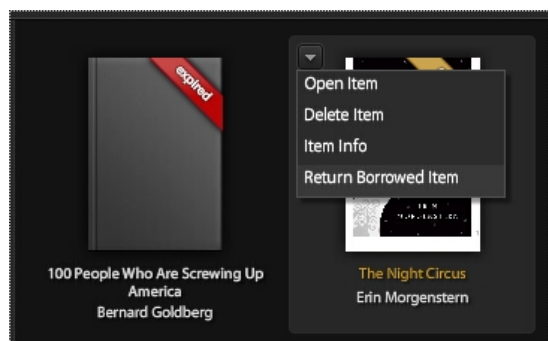 expired
100 People Who Are Screwing Up
America
Bernard Goldberg
Open Item
Delete Item
Item Info
Return Borrowed Item
The Night Circus
Erin Morgenstern